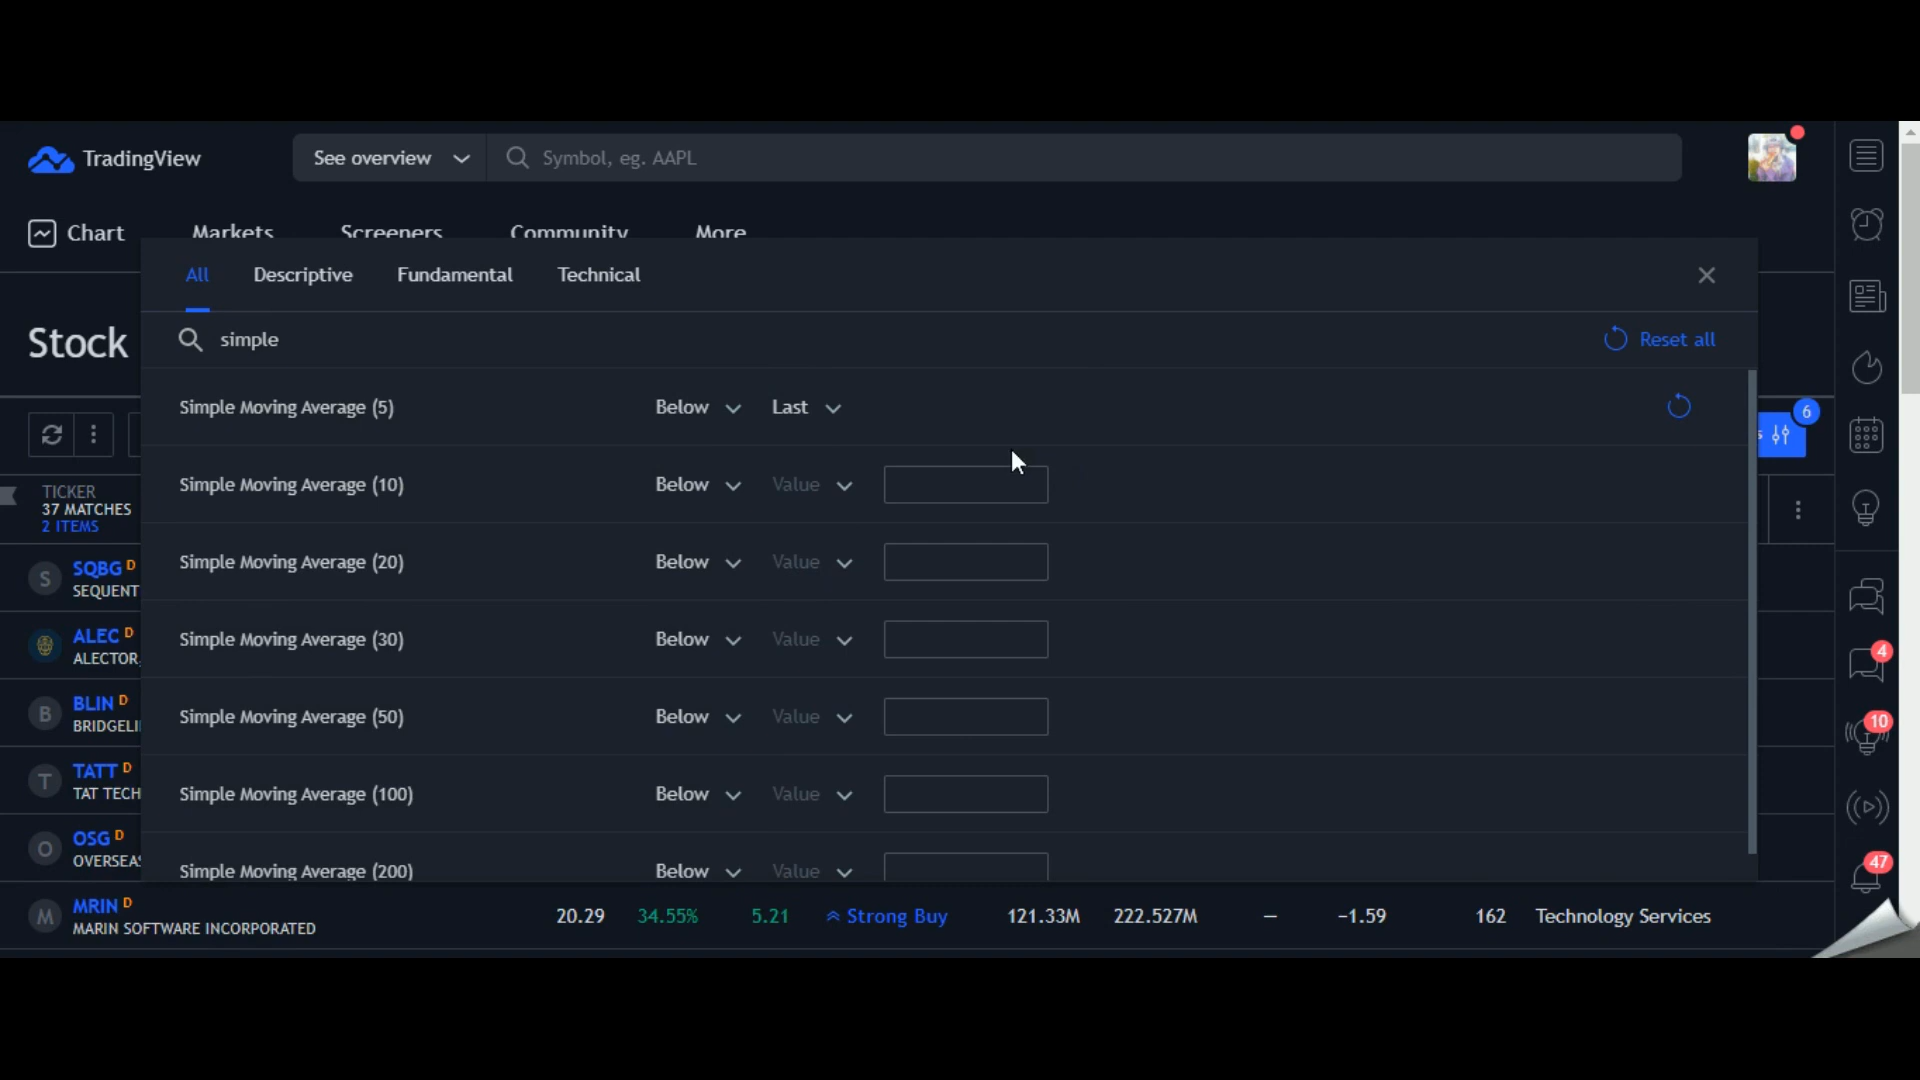 TradingView
See overview
Symbol, eg. AAPL
Chart
Markets
Screeners
Community
More
All
Descriptive
Fundamental
Technical
Stock
simple
Reset all
Simple Moving Average (5) Below Last
6
Simple Moving Average (10) Below Value
TICKER
37 MATCHES
2 ITEMS
Simple Moving Average (20) Below Value
S SQBG D
SEQUENT
Simple Moving Average (30) Below Value
ALEC D
ALECTOR,
4
Simple Moving Average (50) Below Value
B BLIN D
BRIDGELI
10
Simple Moving Average (100) Below Value
T TATT D
TAT TECH
Simple Moving Average (200) Below Value
O OSG D
OVERSEAS
47
M MRIN D
MARIN SOFTWARE INCORPORATED
20.29 34.55% 5.21 Strong Buy 121.33M 222.527M — −1.59 162 Technology Services